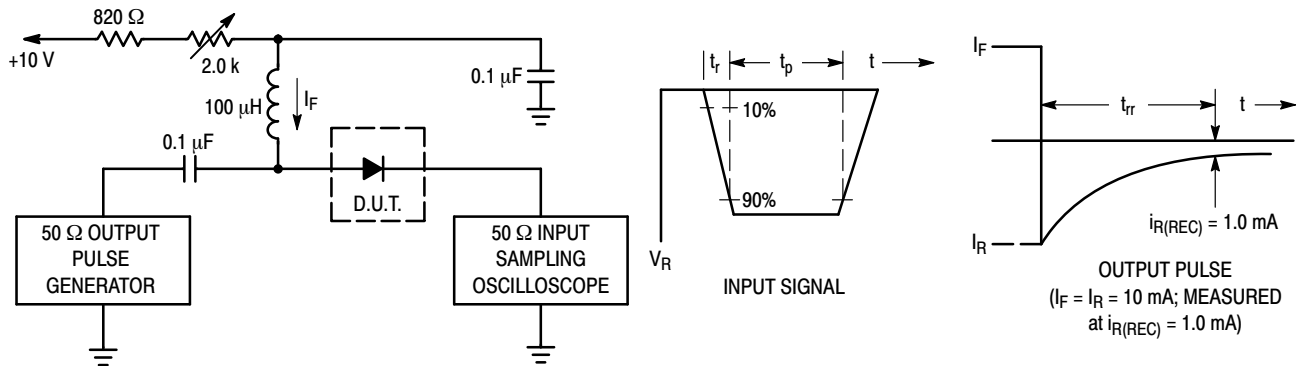 820 Ω
+10 V
2.0 k
100 μH
I_F
0.1 μF
0.1 μF
D.U.T.
50 Ω OUTPUT
PULSE
GENERATOR
50 Ω INPUT
SAMPLING
OSCILLOSCOPE
t_r
t_p
t
10%
90%
V_R
INPUT SIGNAL
I_F
t_rr
t
I_R
i_R(REC) = 1.0 mA
OUTPUT PULSE
(I_F = I_R = 10 mA; MEASURED
at i_R(REC) = 1.0 mA)